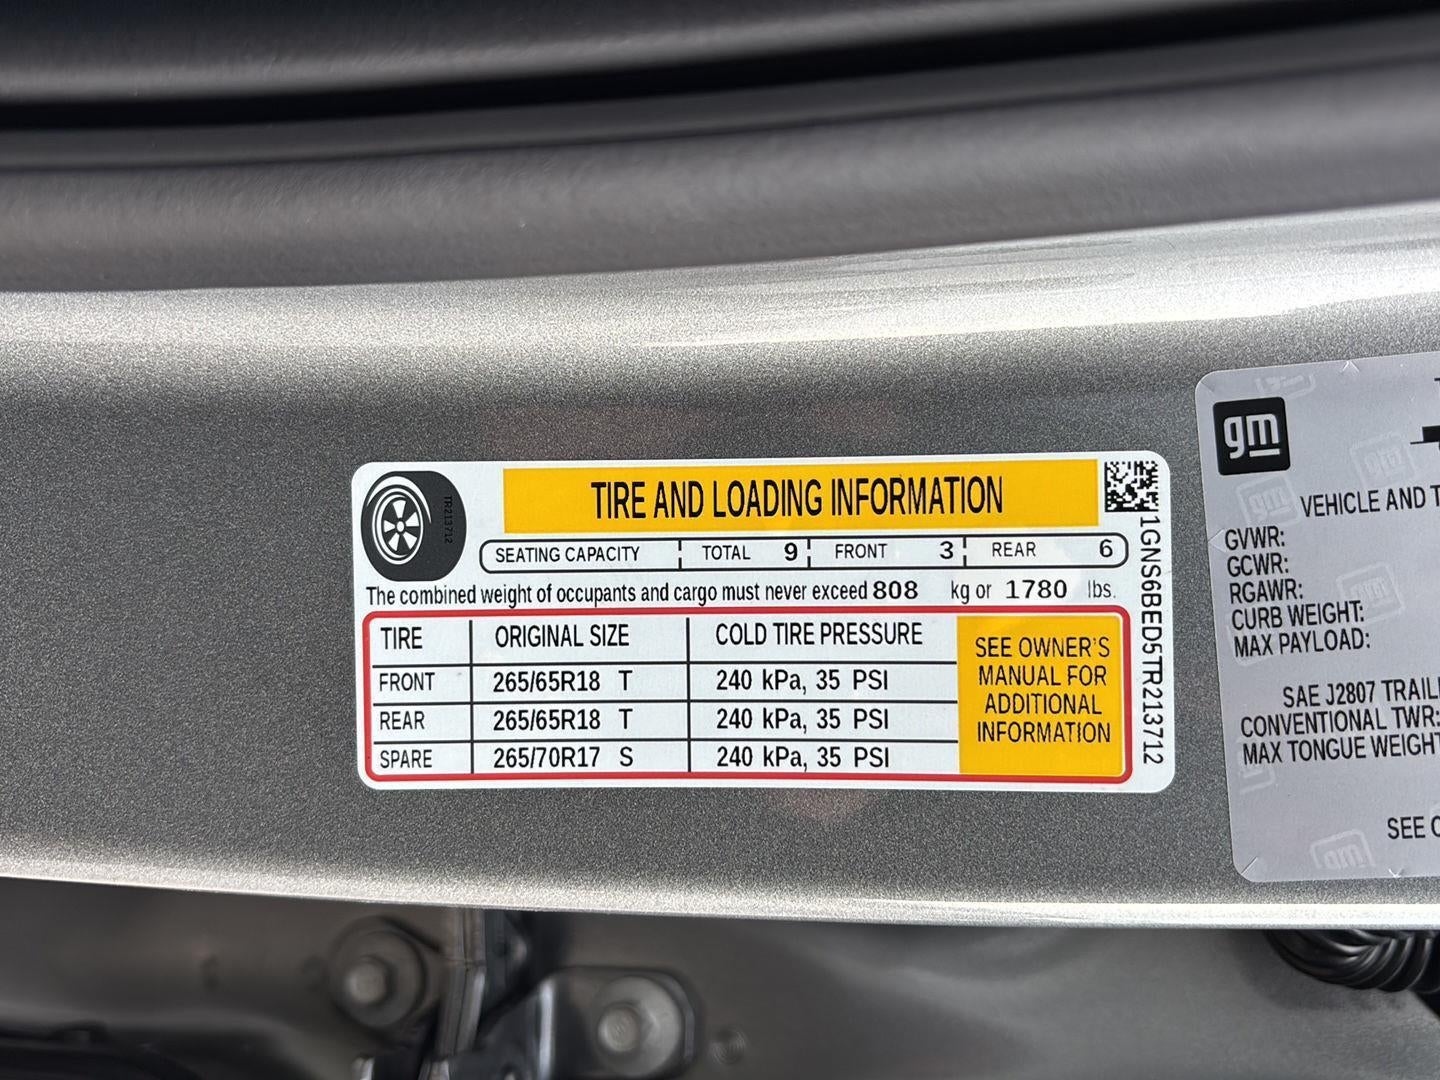 TR213712
TIRE AND LOADING INFORMATION
SEATING CAPACITY TOTAL 9 FRONT 3 REAR 6
The combined weight of occupants and cargo must never exceed 808 kg or 1780 lbs.
TIRE ORIGINAL SIZE COLD TIRE PRESSURE
FRONT 265/65R18 T 240 kPa, 35 PSI
REAR 265/65R18 T 240 kPa, 35 PSI
SPARE 265/70R17 S 240 kPa, 35 PSI
SEE OWNER'S
MANUAL FOR
ADDITIONAL
INFORMATION
1GNS6BED5TR213712
gm
VEHICLE AND T
GVWR:
GCWR:
RGAWR:
CURB WEIGHT:
MAX PAYLOAD:
SAE J2807 TRAIL
CONVENTIONAL TWR:
MAX TONGUE WEIGHT
SEE
gm